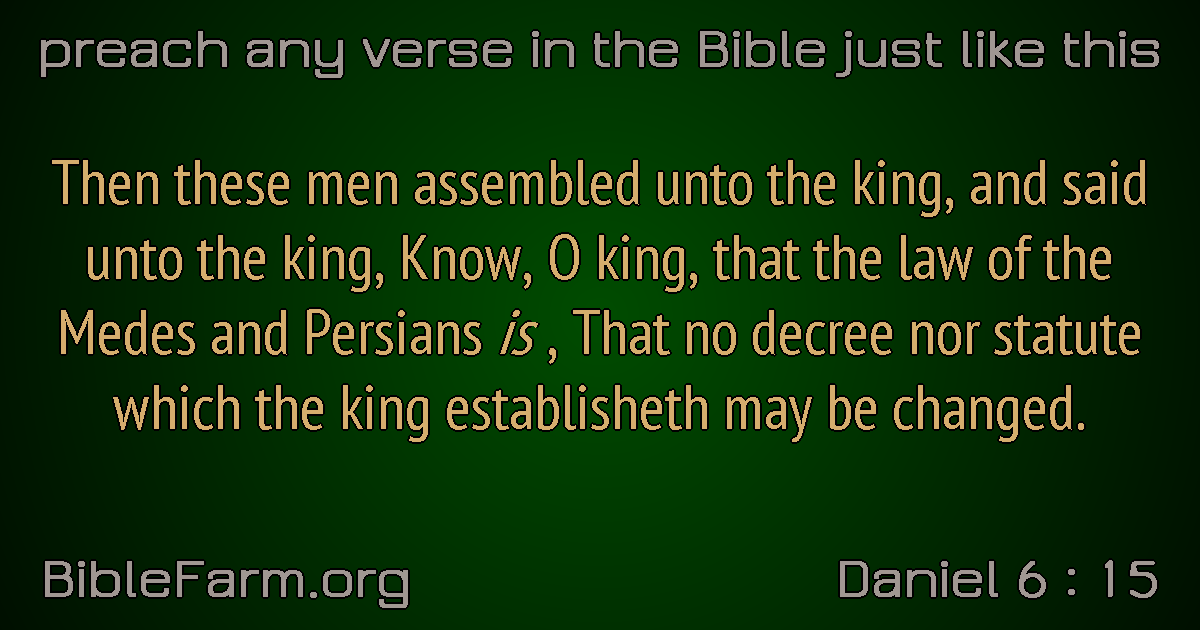 preach any verse in the Bible just like this
Then these men assembled unto the king, and said
unto the king, Know, O king, that the law of the
Medes and Persians is , That no decree nor statute
which the king establisheth may be changed.
BibleFarm.org
Daniel 6 : 15